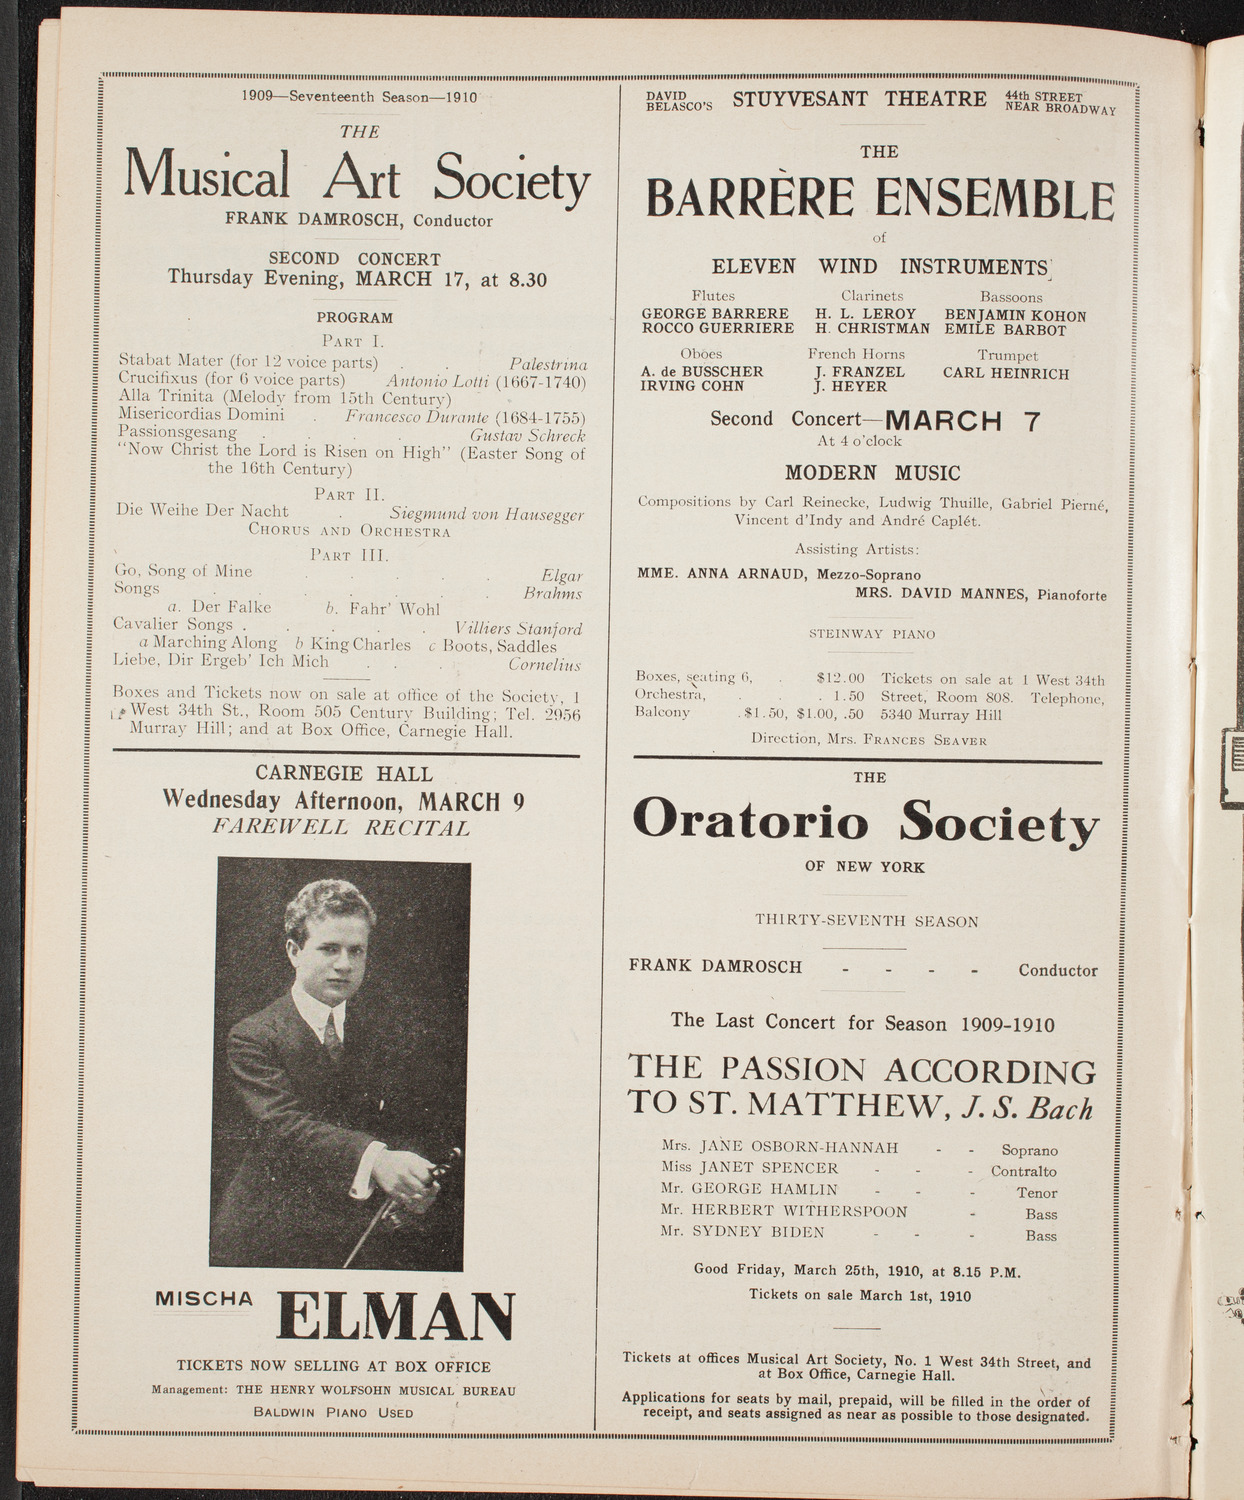 1909—Seventeenth Season—1910
THE
Musical Art Society
FRANK DAMROSCH, Conductor
SECOND CONCERT
Thursday Evening, MARCH 17, at 8.30
PROGRAM
PART I.
Stabat Mater (for 12 voice parts) . . Palestrina
Crucifixus (for 6 voice parts) Antonio Lotti (1667-1740)
Alla Trinita (Melody from 15th Century)
Misericordias Domini . Francesco Durante (1684-1755)
Passionsgesang . . . . Gustav Schreck
"Now Christ the Lord is Risen on High" (Easter Song of
the 16th Century)
PART II.
Die Weihe Der Nacht . Siegmund von Hausegger
CHORUS AND ORCHESTRA
PART III.
Go, Song of Mine . . . . . Elgar
Songs . . . . . . Brahms
a. Der Falke b. Fahr' Wohl
Cavalier Songs . . . . . Villiers Stanford
a Marching Along b King Charles c Boots, Saddles
Liebe, Dir Ergeb' Ich Mich . . . Cornelius
Boxes and Tickets now on sale at office of the Society, 1
West 34th St., Room 505 Century Building; Tel. 2956
Murray Hill; and at Box Office, Carnegie Hall.
CARNEGIE HALL
Wednesday Afternoon, MARCH 9
FAREWELL RECITAL
MISCHA ELMAN
TICKETS NOW SELLING AT BOX OFFICE
Management: THE HENRY WOLFSOHN MUSICAL BUREAU
BALDWIN PIANO USED
DAVID BELASCO'S STUYVESANT THEATRE 44th STREET NEAR BROADWAY
THE
BARRÈRE ENSEMBLE
of
ELEVEN WIND INSTRUMENTS
Flutes Clarinets Bassoons
GEORGE BARRERE H. L. LEROY BENJAMIN KOHON
ROCCO GUERRIERE H. CHRISTMAN EMILE BARBOT
Oboes French Horns Trumpet
A. de BUSSCHER J. FRANZEL CARL HEINRICH
IRVING COHN J. HEYER
Second Concert—MARCH 7
At 4 o'clock
MODERN MUSIC
Compositions by Carl Reinecke, Ludwig Thuille, Gabriel Pierné,
Vincent d'Indy and André Caplét.
Assisting Artists:
MME. ANNA ARNAUD, Mezzo-Soprano
MRS. DAVID MANNES, Pianoforte
STEINWAY PIANO
Boxes, seating 6, . $12.00 Tickets on sale at 1 West 34th
Orchestra, . . . 1.50 Street, Room 808. Telephone,
Balcony . $1.50, $1.00, .50 5340 Murray Hill
Direction, Mrs. FRANCES SEAVER
THE
Oratorio Society
OF NEW YORK
THIRTY-SEVENTH SEASON
FRANK DAMROSCH - - - - Conductor
The Last Concert for Season 1909-1910
THE PASSION ACCORDING
TO ST. MATTHEW, J. S. Bach
Mrs. JANE OSBORN-HANNAH - - Soprano
Miss JANET SPENCER - - - Contralto
Mr. GEORGE HAMLIN - - - Tenor
Mr. HERBERT WITHERSPOON - Bass
Mr. SYDNEY BIDEN - - - Bass
Good Friday, March 25th, 1910, at 8.15 P.M.
Tickets on sale March 1st, 1910
Tickets at offices Musical Art Society, No. 1 West 34th Street, and
at Box Office, Carnegie Hall.
Applications for seats by mail, prepaid, will be filled in the order of
receipt, and seats assigned as near as possible to those designated.